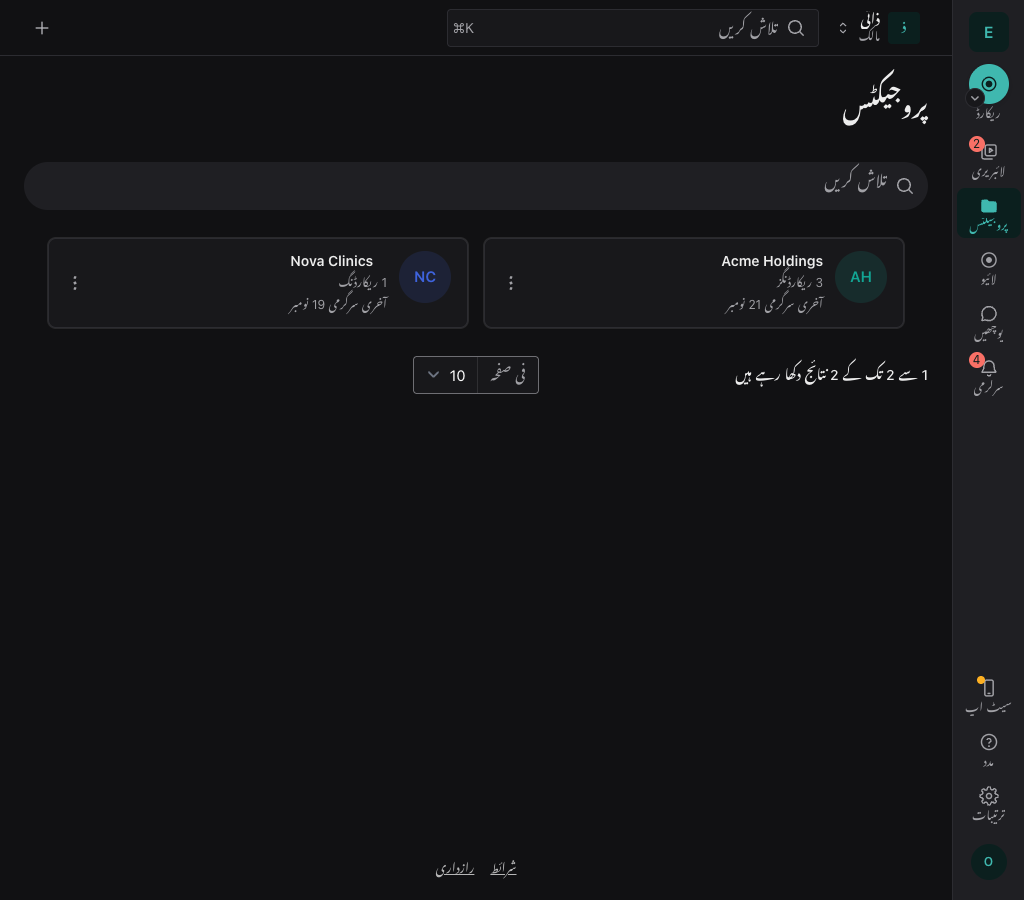 E
ریکارڈ
2
لائبریری
پروجیکٹس
لائیو
پوچھیں
4
سرگرمی
سیٹ اپ
مدد
ترتیبات
O
ذ
ذاتی
مالک
تلاش کریں
⌘K
پروجیکٹس
تلاش کریں
AH
Acme Holdings
3 ریکارڈنگز
آخری سرگرمی 21 نومبر
NC
Nova Clinics
1 ریکارڈنگ
آخری سرگرمی 19 نومبر
1 سے 2 تک کے 2 نتائج دکھا رہے ہیں
فی صفحہ
10
شرائط
رازداری